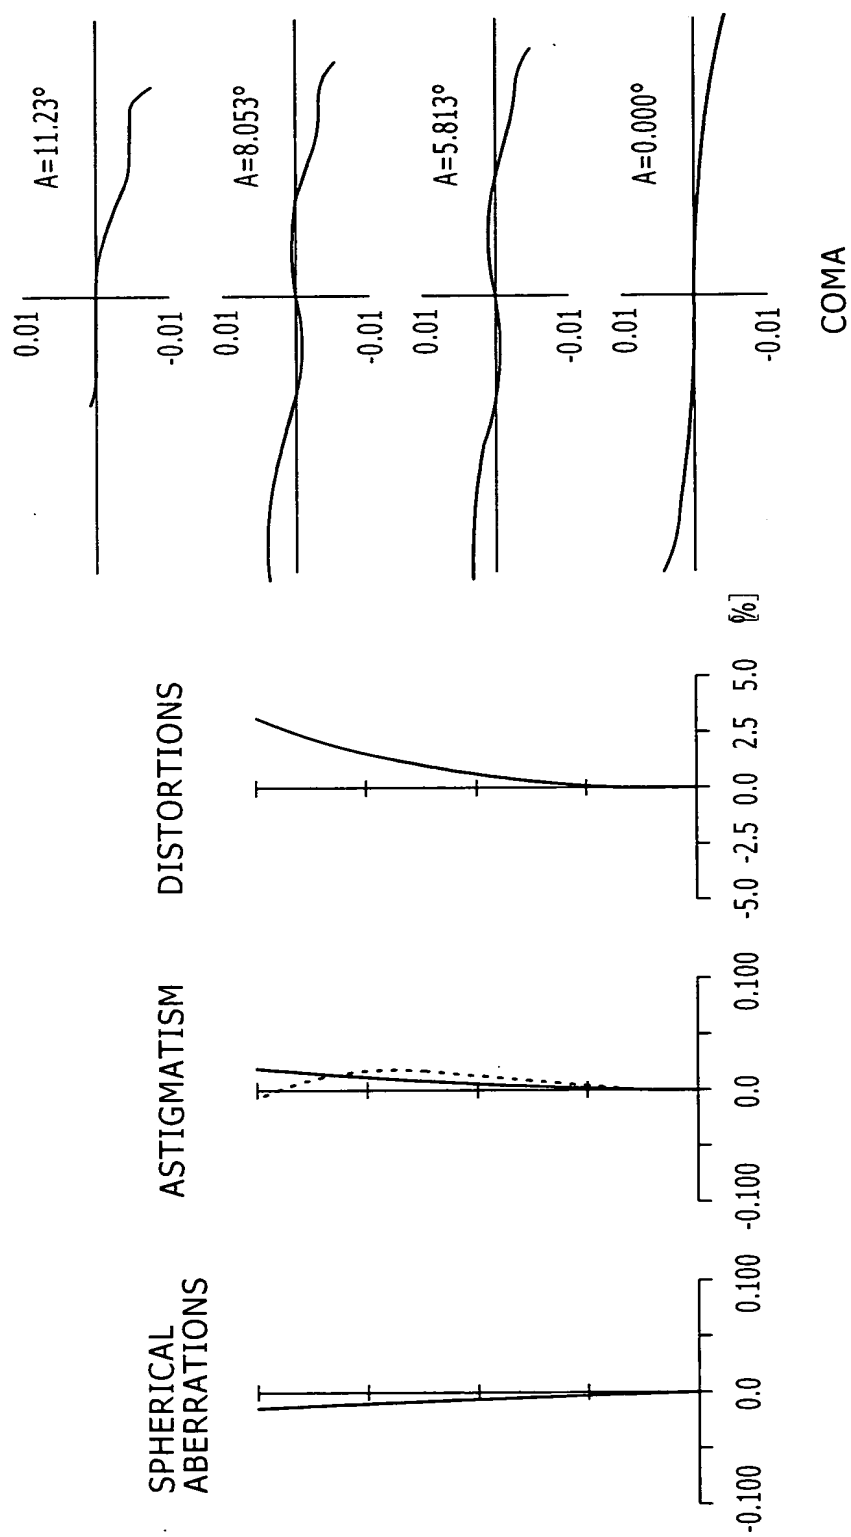 SPHERICAL
ABERRATIONS
-0.100 0.0 0.100
ASTIGMATISM
-0.100 0.0 0.100
DISTORTIONS
-5.0 -2.5 0.0 2.5 5.0 [%]
0.01
A=11.23°
-0.01
0.01
A=8.053°
-0.01
0.01
A=5.813°
-0.01
0.01
A=0.000°
-0.01
COMA